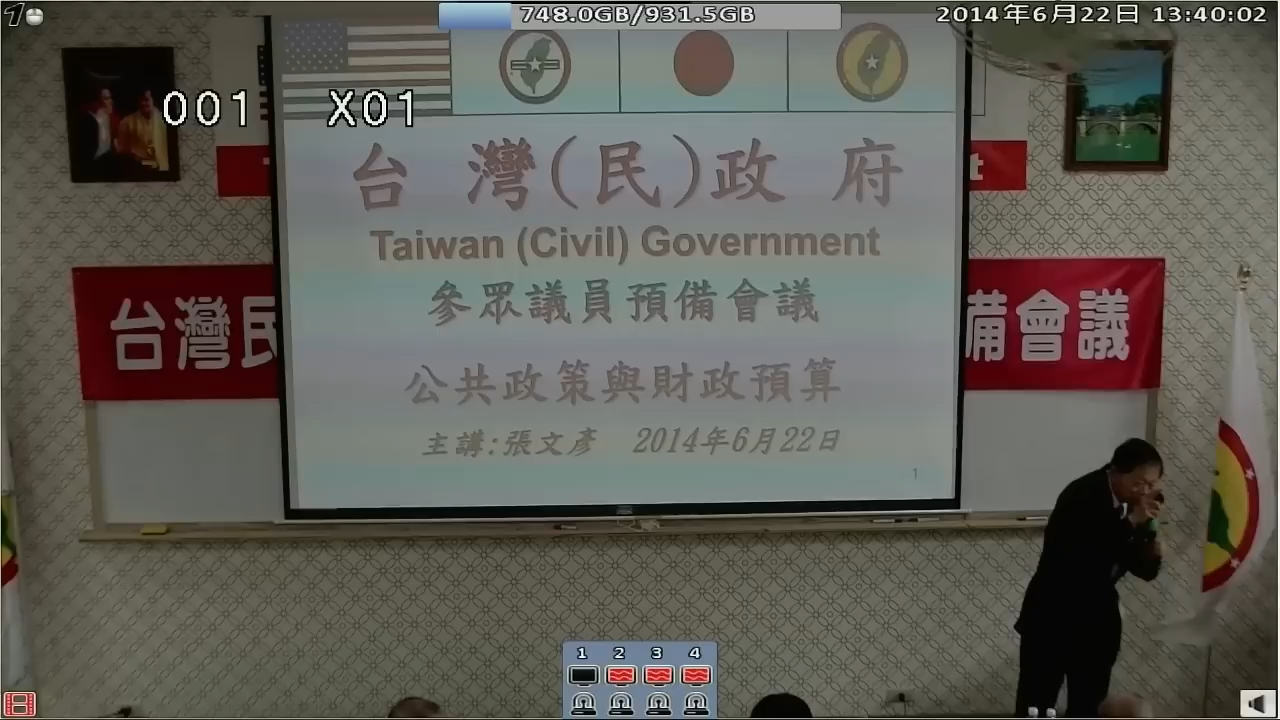 748.0GB/931.5GB
2014年6月22日 13:40:02
001 X01
台 灣(民)政 府
Taiwan (Civil) Government
t
參眾議員預備會議
台灣民
備會議
公共政策與財政預算
主講:張文彥 2014年6月22日
1
1 2 3 4